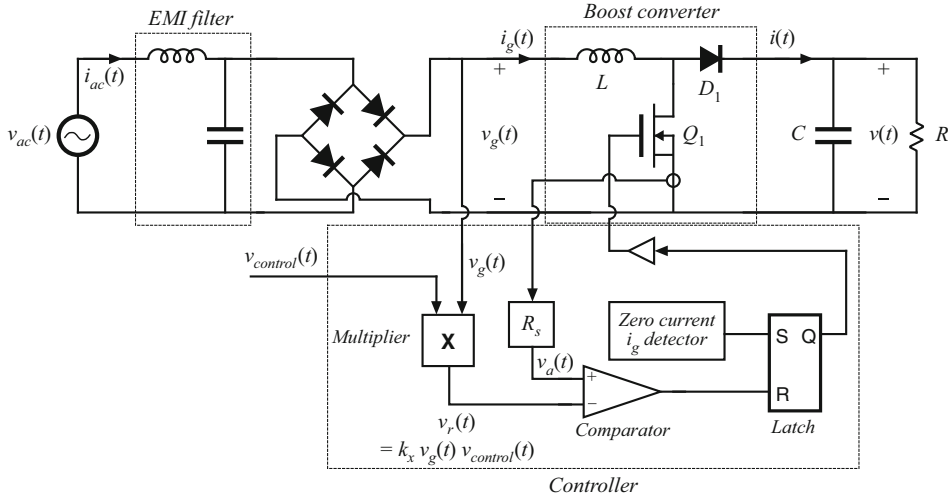 EMI filter
Boost converter
i_ac(t)
i_g(t)
i(t)
L
D_1
v_ac(t)
v_g(t)
Q_1
C
v(t)
R
+
−
+
−
v_control(t)
v_g(t)
Multiplier
X
R_s
Zero current
i_g detector
S
Q
R
v_a(t)
+
−
v_r(t)
= k_x v_g(t) v_control(t)
Comparator
Latch
Controller